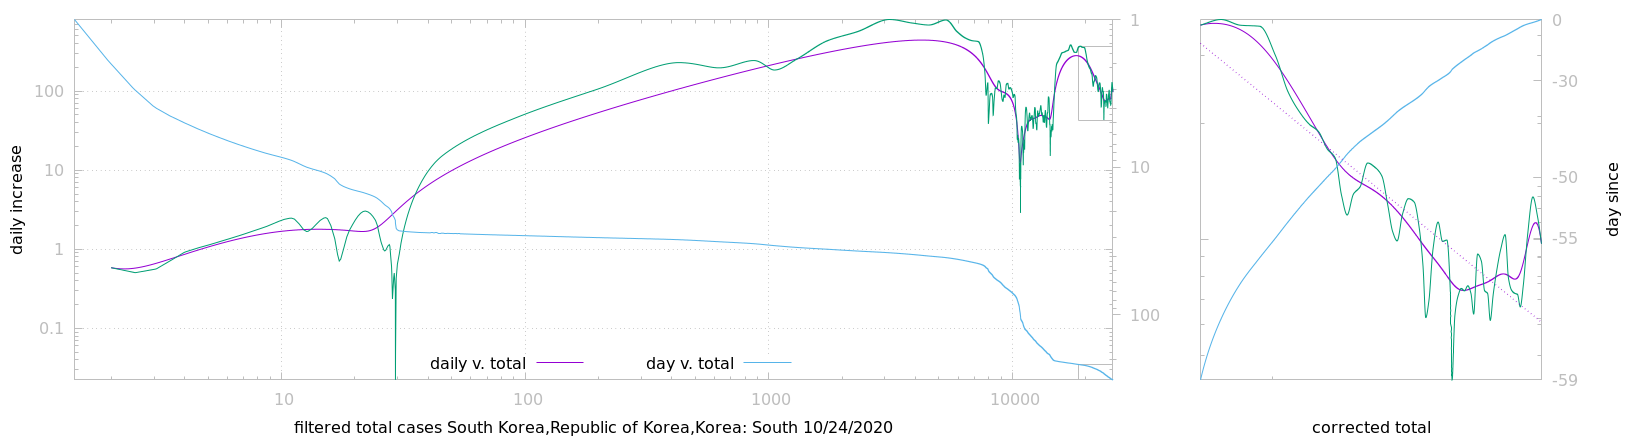 daily increase
100
10
1
0.1
10
100
1000
10000
1
10
100
daily v. total
day v. total
filtered total cases South Korea,Republic of Korea,Korea: South 10/24/2020
0
-30
-50
-55
-59
day since
corrected total